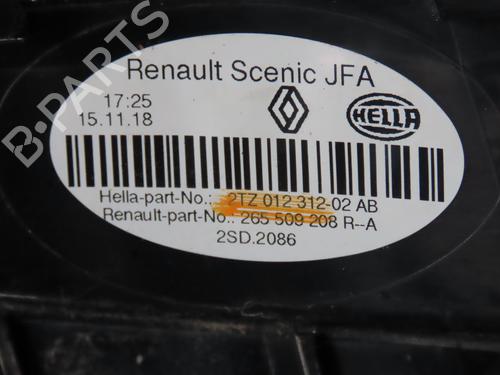 Renault Scenic JFA
17:25
15.11.18
HELLA
Hella-part-No.: 2TZ 012 312-02 AB
Renault-part-No.: 265 509 208 R--A
2SD.2086
B-PARTS